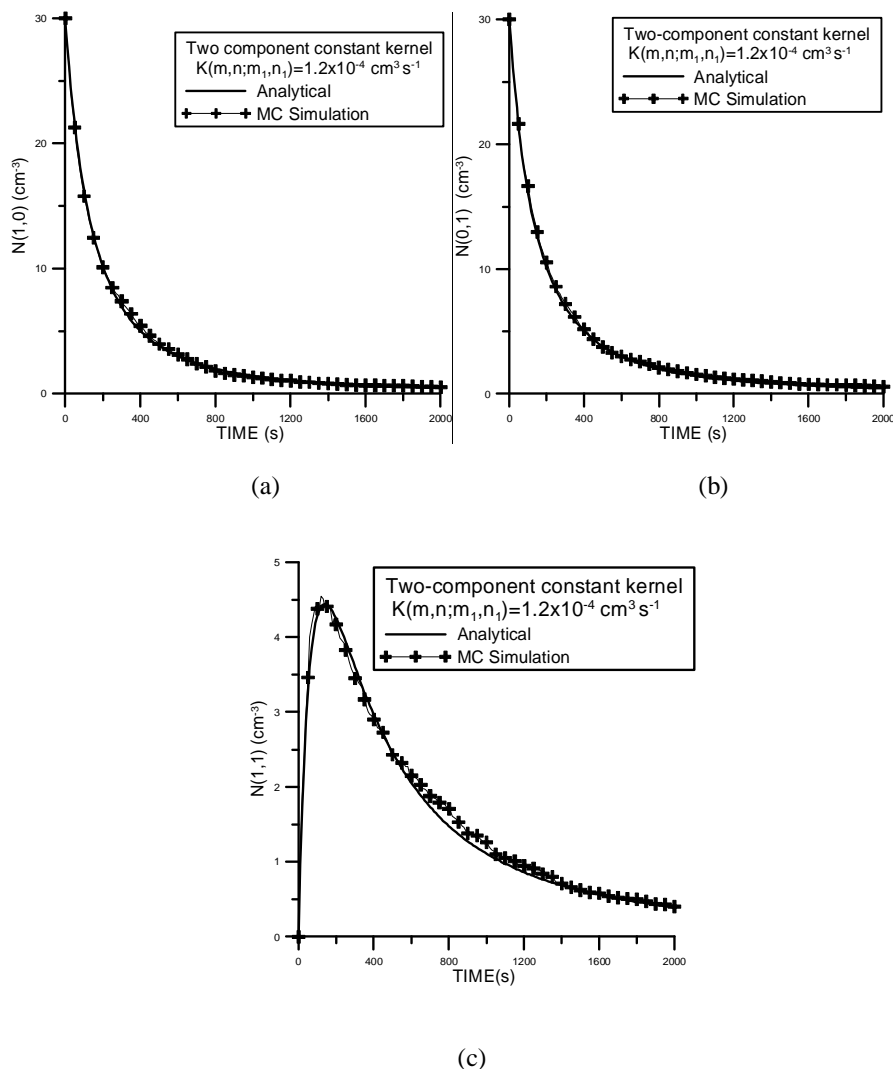 Two component constant kernel
K(m,n;m₁,n₁)=1.2x10⁻⁴ cm³ s⁻¹
Analytical
MC Simulation
N(1,0) (cm⁻³)
30
20
10
0
0 400 800 1200 1600 2000
TIME (s)
(a)
Two-component constant kernel
K(m,n;m₁,n₁)=1.2x10⁻⁴ cm³ s⁻¹
Analytical
MC Simulation
N(0,1) (cm⁻³)
30
20
10
0
0 400 800 1200 1600 2000
TIME (s)
(b)
Two-component constant kernel
K(m,n;m₁,n₁)=1.2x10⁻⁴ cm³ s⁻¹
Analytical
MC Simulation
N(1,1) (cm⁻³)
5
4
3
2
1
0
0 400 800 1200 1600 2000
TIME(s)
(c)